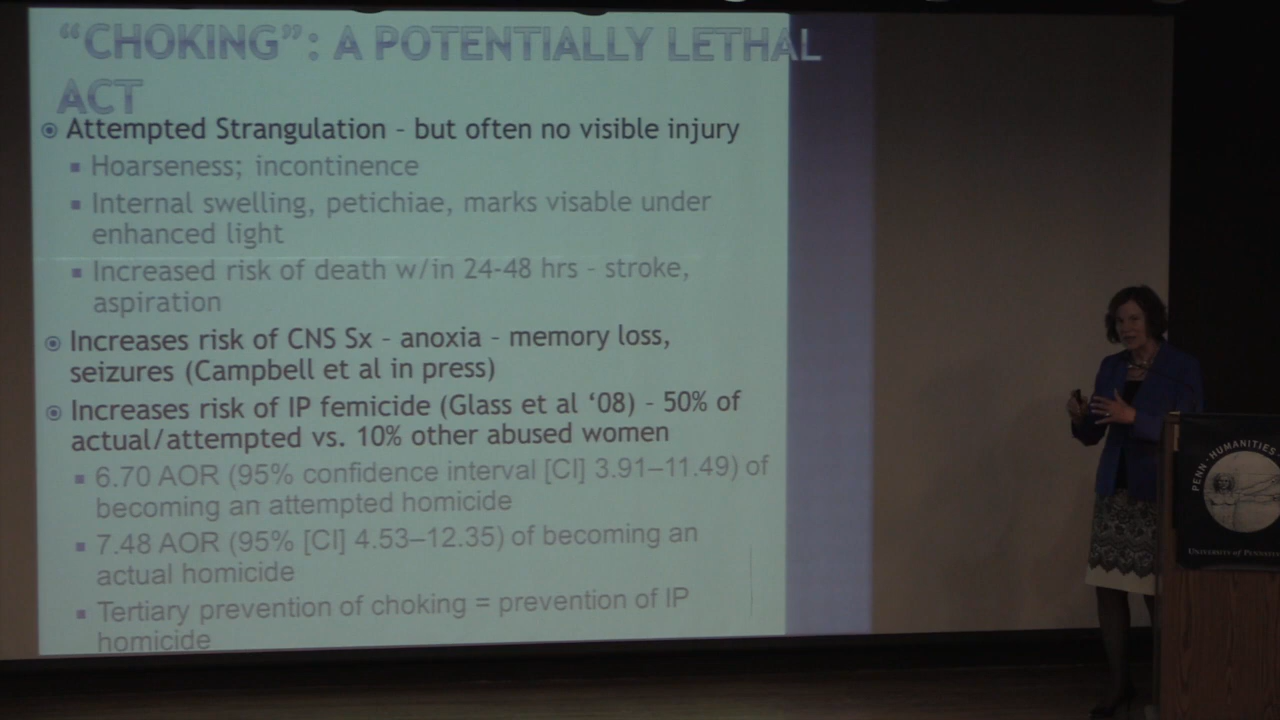 “CHOKING”: A POTENTIALLY LETHAL
ACT
Attempted Strangulation - but often no visible injury
Hoarseness; incontinence
Internal swelling, petichiae, marks visable under
enhanced light
Increased risk of death w/in 24-48 hrs - stroke,
aspiration
Increases risk of CNS Sx - anoxia - memory loss,
seizures (Campbell et al in press)
Increases risk of IP femicide (Glass et al ‘08) - 50% of
actual/attempted vs. 10% other abused women
6.70 AOR (95% confidence interval [CI] 3.91–11.49) of
becoming an attempted homicide
7.48 AOR (95% [CI] 4.53–12.35) of becoming an
actual homicide
Tertiary prevention of choking = prevention of IP
homicide
PENN·HUMANITIES
UNIVERSITY OF